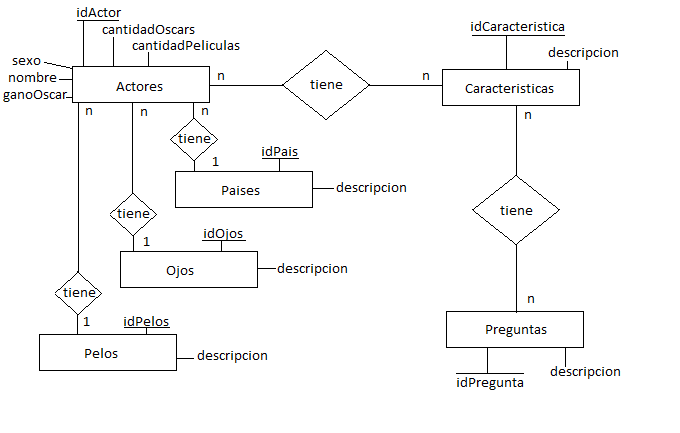 idActor
cantidadOscars
cantidadPeliculas
sexo
nombre
ganoOscar
Actores
n
tiene
n
idCaracteristica
descripcion
Caracteristicas
n
n
n
n
tiene
1
idPais
Paises
descripcion
tiene
tiene
1
idOjos
Ojos
descripcion
tiene
1
idPelos
Pelos
descripcion
n
Preguntas
idPregunta
descripcion